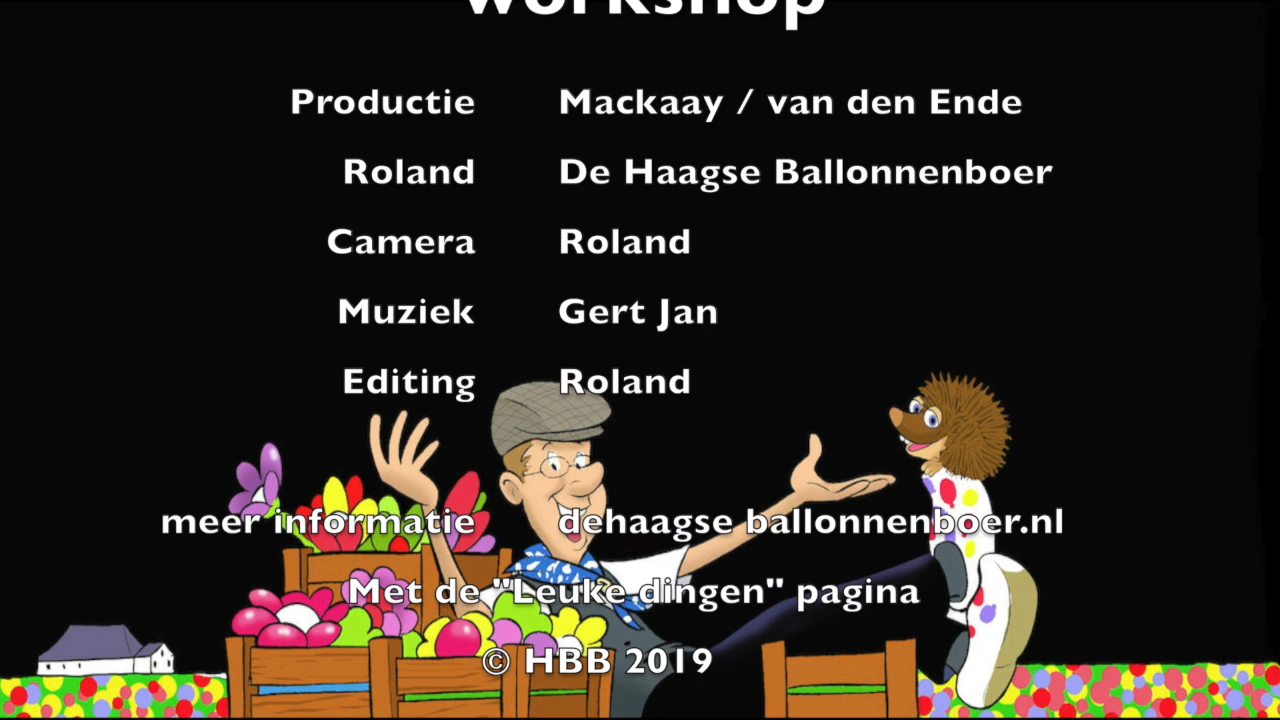 workshop
Productie Mackaay / van den Ende
Roland De Haagse Ballonnenboer
Camera Roland
Muziek Gert Jan
Editing Roland
meer informatie dehaagse ballonnenboer.nl
Met de "Leuke dingen" pagina
© HBB 2019